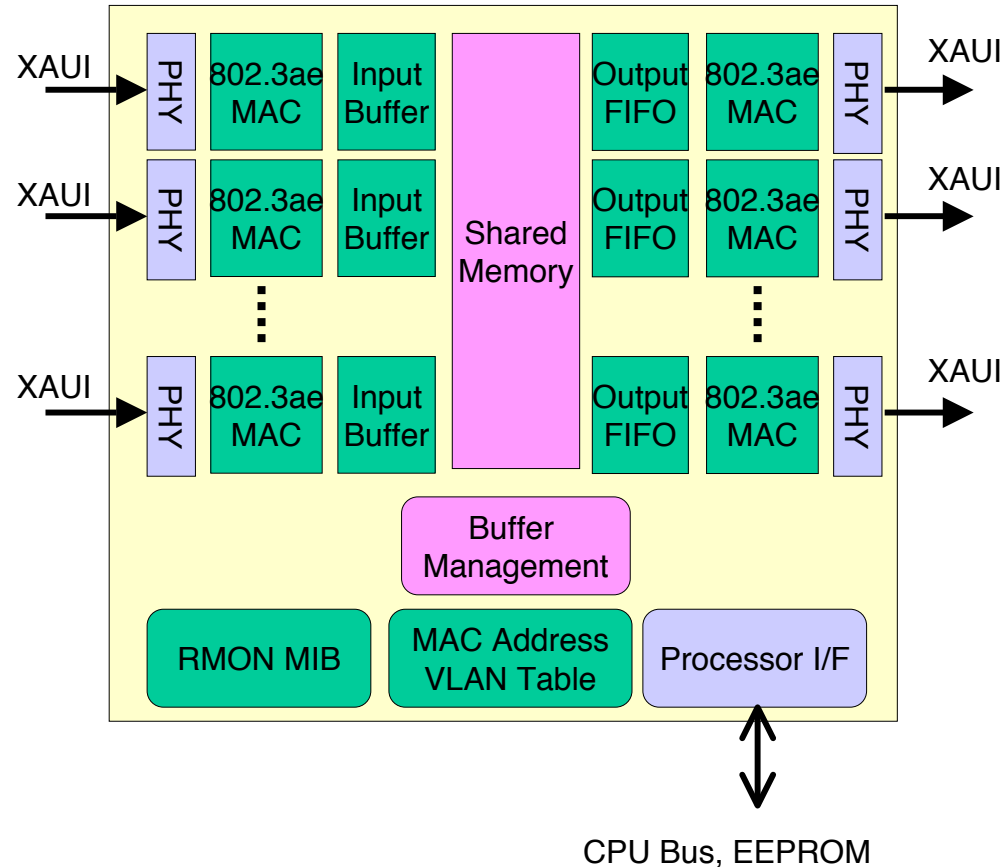 XAUI
PHY
802.3ae
MAC
Input
Buffer
Shared
Memory
Output
FIFO
802.3ae
MAC
PHY
XAUI
XAUI
PHY
802.3ae
MAC
Input
Buffer
Output
FIFO
802.3ae
MAC
PHY
XAUI
XAUI
PHY
802.3ae
MAC
Input
Buffer
Output
FIFO
802.3ae
MAC
PHY
XAUI
Buffer
Management
RMON MIB
MAC Address
VLAN Table
Processor I/F
CPU Bus, EEPROM